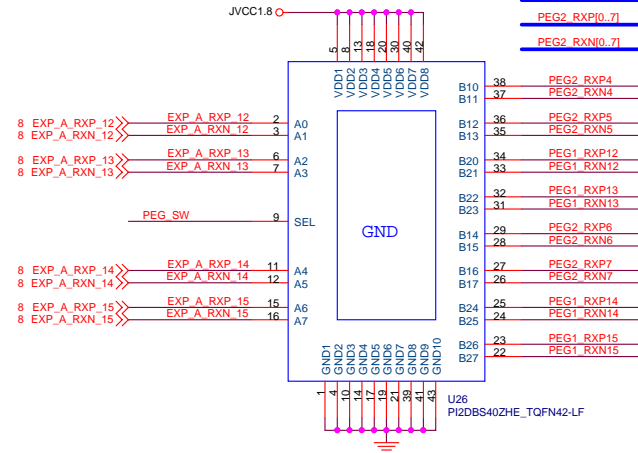 JVCC1.8
PEG2_RXP[0..7]
PEG2_RXN[0..7]
5 8 13 18 20 30 40 42
VDD1 VDD2 VDD3 VDD4 VDD5 VDD6 VDD7 VDD8
B10 38 PEG2_RXP4
B11 37 PEG2_RXN4
8 EXP_A_RXP_12 EXP_A_RXP_12 2 A0
8 EXP_A_RXN_12 EXP_A_RXN_12 3 A1
B12 36 PEG2_RXP5
B13 35 PEG2_RXN5
8 EXP_A_RXP_13 EXP_A_RXP_13 6 A2
8 EXP_A_RXN_13 EXP_A_RXN_13 7 A3
B20 34 PEG1_RXP12
B21 33 PEG1_RXN12
B22 32 PEG1_RXP13
B23 31 PEG1_RXN13
PEG_SW 9 SEL
GND
B14 29 PEG2_RXP6
B15 28 PEG2_RXN6
8 EXP_A_RXP_14 EXP_A_RXP_14 11 A4
8 EXP_A_RXN_14 EXP_A_RXN_14 12 A5
B16 27 PEG2_RXP7
B17 26 PEG2_RXN7
8 EXP_A_RXP_15 EXP_A_RXP_15 15 A6
8 EXP_A_RXN_15 EXP_A_RXN_15 16 A7
B24 25 PEG1_RXP14
B25 24 PEG1_RXN14
B26 23 PEG1_RXP15
B27 22 PEG1_RXN15
GND1 GND2 GND3 GND4 GND5 GND6 GND7 GND8 GND9 GND10
1 4 10 14 17 19 21 39 41 43
U26
PI2DBS40ZHE_TQFN42-LF